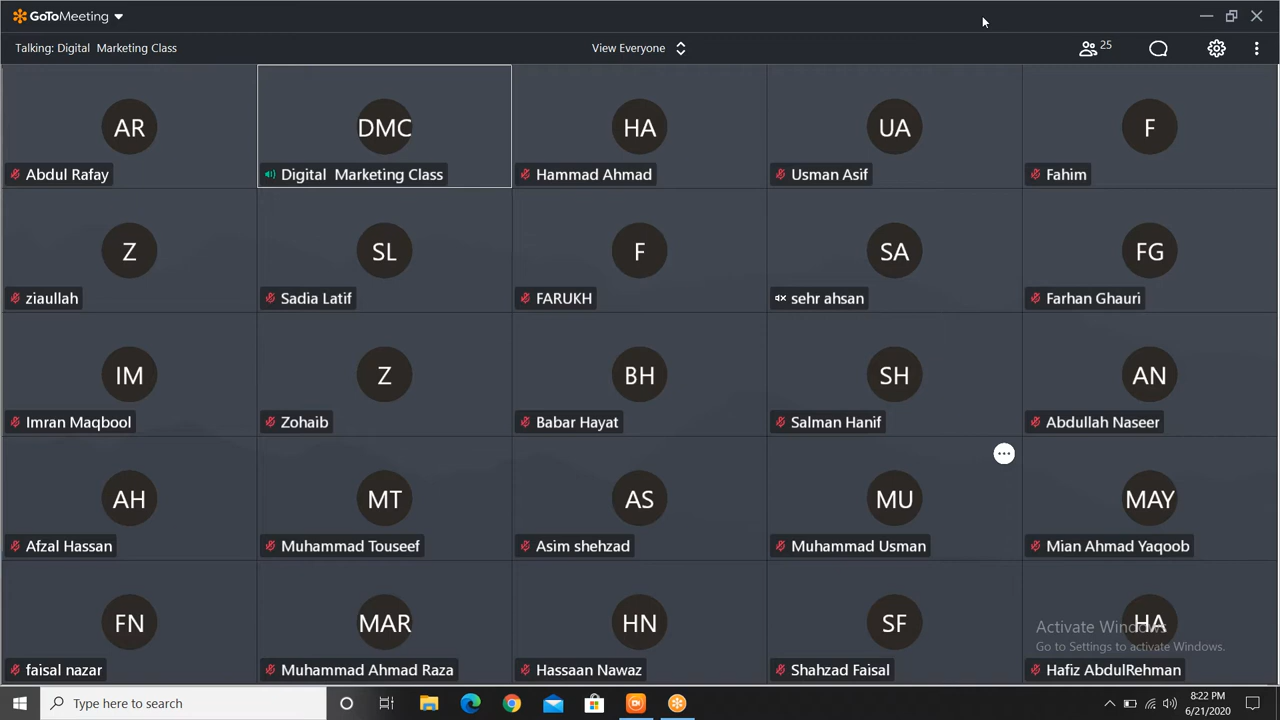 GoToMeeting
Talking: Digital Marketing Class
View Everyone
25
AR
Abdul Rafay
DMC
Digital Marketing Class
HA
Hammad Ahmad
UA
Usman Asif
F
Fahim
Z
ziaullah
SL
Sadia Latif
F
FARUKH
SA
sehr ahsan
FG
Farhan Ghauri
IM
Imran Maqbool
Z
Zohaib
BH
Babar Hayat
SH
Salman Hanif
AN
Abdullah Naseer
AH
Afzal Hassan
MT
Muhammad Touseef
AS
Asim shehzad
MU
Muhammad Usman
MAY
Mian Ahmad Yaqoob
FN
faisal nazar
MAR
Muhammad Ahmad Raza
HN
Hassaan Nawaz
SF
Shahzad Faisal
HA
Hafiz AbdulRehman
Activate Windows
Go to Settings to activate Windows.
Type here to search
8:22 PM
6/21/2020